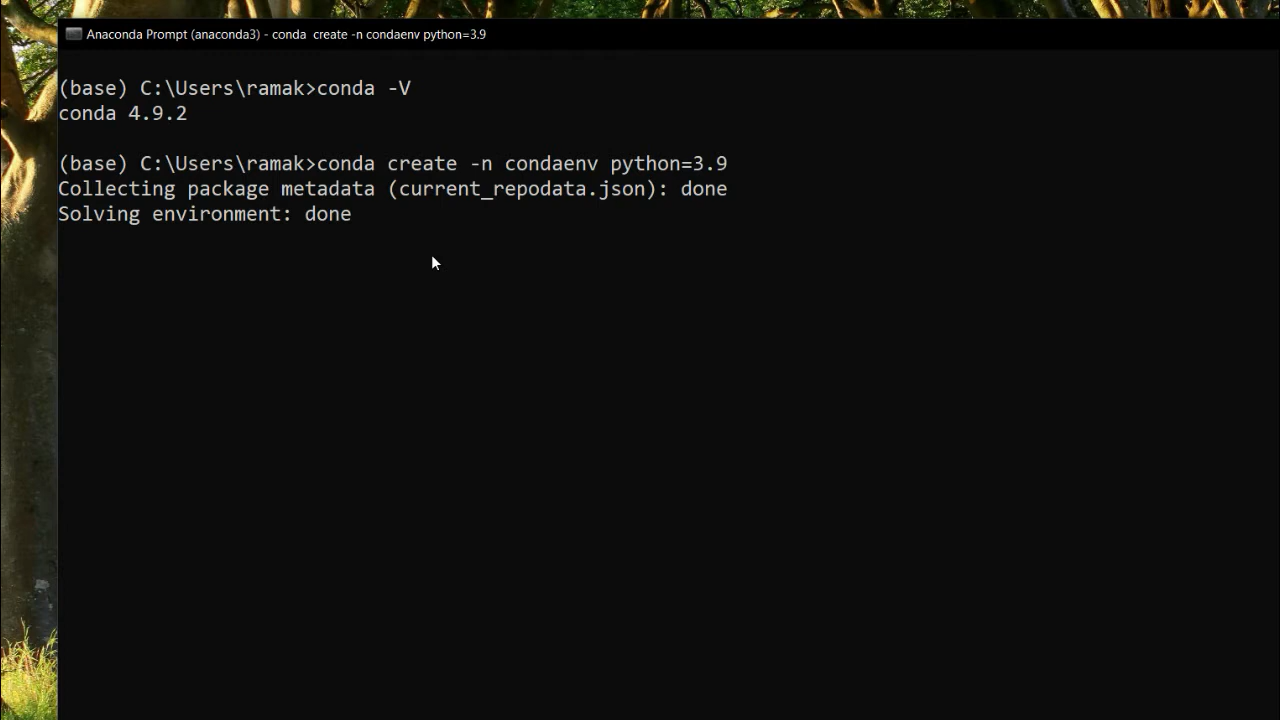 Anaconda Prompt (anaconda3) - conda  create -n condaenv python=3.9
(base) C:\Users\ramak>conda -V
conda 4.9.2
(base) C:\Users\ramak>conda create -n condaenv python=3.9
Collecting package metadata (current_repodata.json): done
Solving environment: done